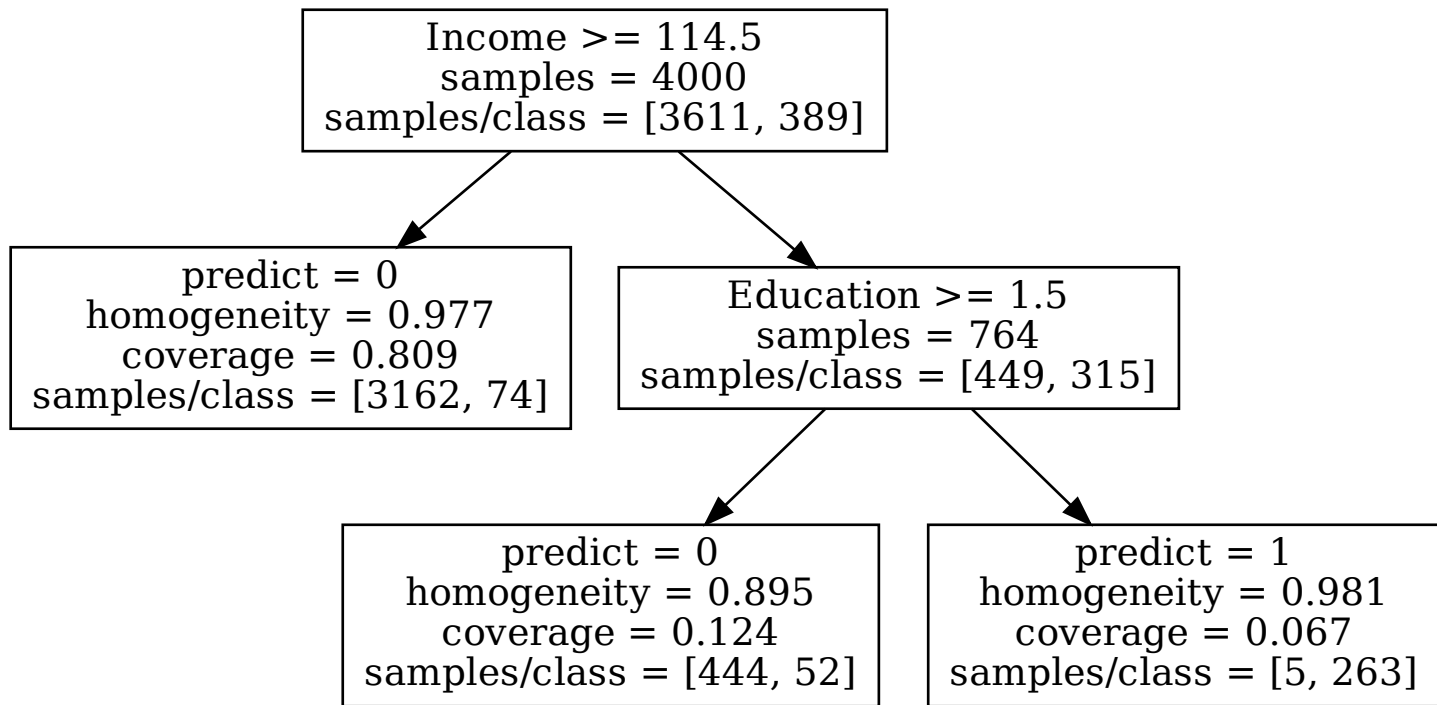 Income >= 114.5
samples = 4000
samples/class = [3611, 389]
predict = 0
homogeneity = 0.977
coverage = 0.809
samples/class = [3162, 74]
Education >= 1.5
samples = 764
samples/class = [449, 315]
predict = 0
homogeneity = 0.895
coverage = 0.124
samples/class = [444, 52]
predict = 1
homogeneity = 0.981
coverage = 0.067
samples/class = [5, 263]